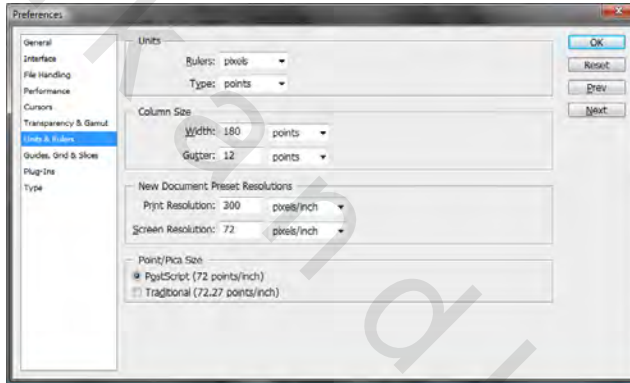 Preferences
General
Interface
File Handling
Performance
Cursors
Transparency & Gamut
Units & Rulers
Guides, Grid & Slices
Plug-Ins
Type
Units
Rulers: pixels
Type: points
Column Size
Width: 180 points
Gutter: 12 points
New Document Preset Resolutions
Print Resolution: 300 pixels/inch
Screen Resolution: 72 pixels/inch
Point/Pica Size
PostScript (72 points/inch)
Traditional (72.27 points/inch)
OK
Reset
Prev
Next